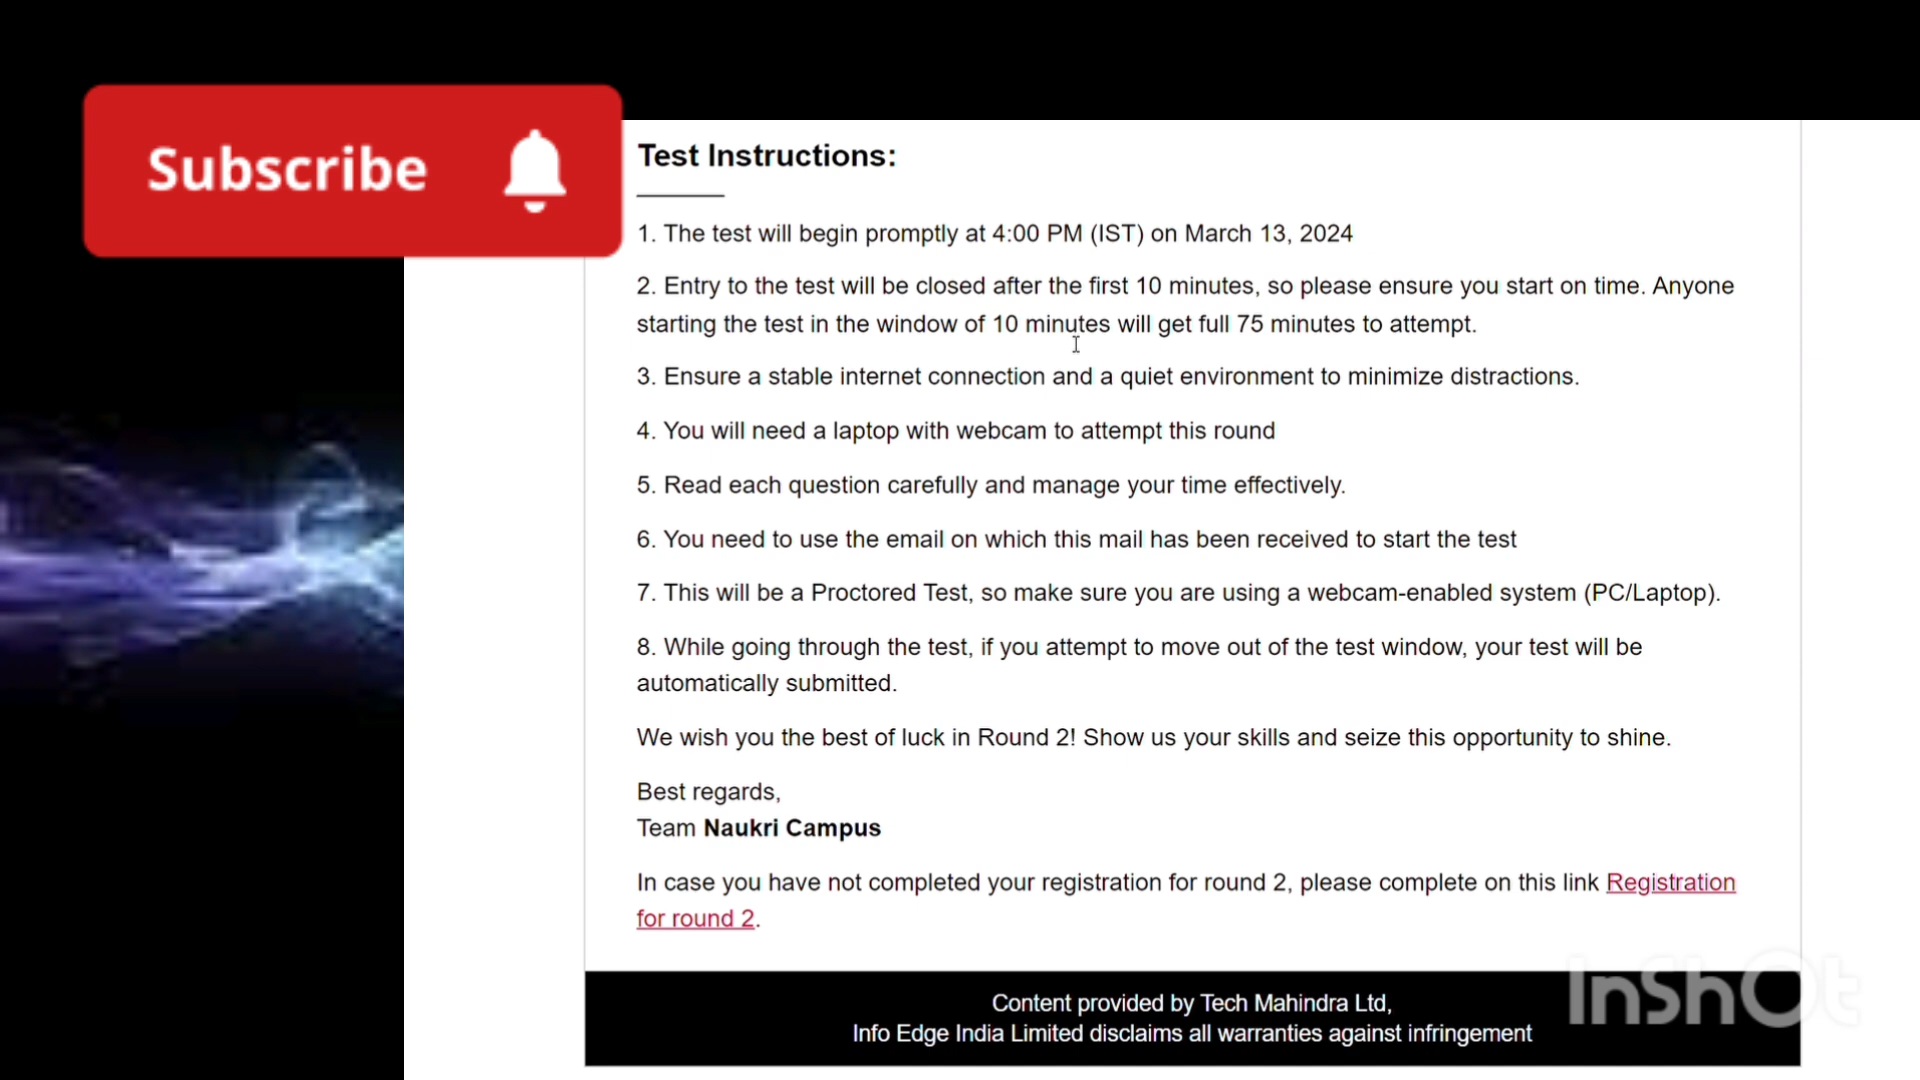 Subscribe
Test Instructions:
1. The test will begin promptly at 4:00 PM (IST) on March 13, 2024
2. Entry to the test will be closed after the first 10 minutes, so please ensure you start on time. Anyone
starting the test in the window of 10 minutes will get full 75 minutes to attempt.
3. Ensure a stable internet connection and a quiet environment to minimize distractions.
4. You will need a laptop with webcam to attempt this round
5. Read each question carefully and manage your time effectively.
6. You need to use the email on which this mail has been received to start the test
7. This will be a Proctored Test, so make sure you are using a webcam-enabled system (PC/Laptop).
8. While going through the test, if you attempt to move out of the test window, your test will be
automatically submitted.
We wish you the best of luck in Round 2! Show us your skills and seize this opportunity to shine.
Best regards,
Team Naukri Campus
In case you have not completed your registration for round 2, please complete on this link Registration
for round 2.
Content provided by Tech Mahindra Ltd,
Info Edge India Limited disclaims all warranties against infringement
InShOt